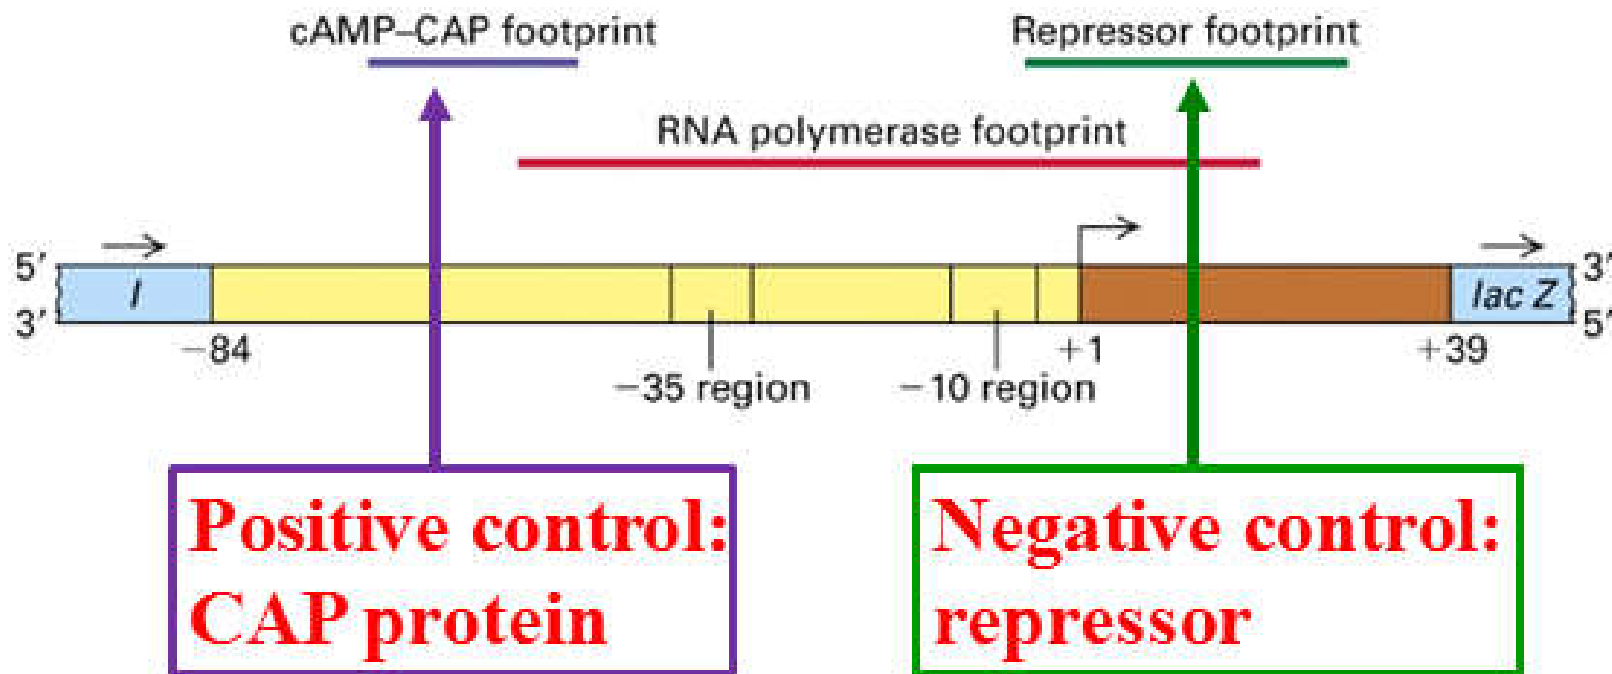 cAMP–CAP footprint
Repressor footprint
RNA polymerase footprint
5′
3′
I
lac Z
3′
5′
−84
+1
+39
−35 region
−10 region
Positive control:
CAP protein
Negative control:
repressor